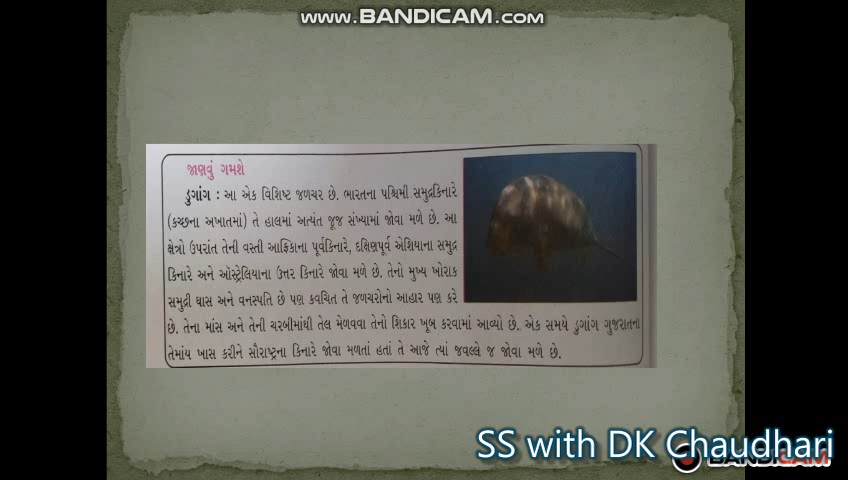 WWW.BANDICAM.COM
જાણવું ગમશે
ડુગાંગ : આ એક વિશિષ્ટ જળચર છે. ભારતના પશ્ચિમી સમુદ્રકિનારે
(કચ્છના અખાતમાં) તે હાલમાં અત્યંત જૂજ સંખ્યામાં જોવા મળે છે. આ
ક્ષેત્રો ઉપરાંત તેની વસ્તી આફ્રિકાના પૂર્વકિનારે, દક્ષિણપૂર્વ એશિયાના સમુદ્ર
કિનારે અને ઑસ્ટ્રેલિયાના ઉત્તર કિનારે જોવા મળે છે. તેનો મુખ્ય ખોરાક
સમુદ્રી ઘાસ અને વનસ્પતિ છે પણ કવચિત તે જળચરોનો આહાર પણ કરે
છે. તેના માંસ અને તેની ચરબીમાંથી તેલ મેળવવા તેનો શિકાર ખૂબ કરવામાં આવ્યો છે. એક સમયે ડુગાંગ ગુજરાતના
તેમાંય ખાસ કરીને સૌરાષ્ટ્રના કિનારે જોવા મળતાં હતાં તે આજે ત્યાં જવલ્લે જ જોવા મળે છે.
SS with DK Chaudhari
BANDICAM